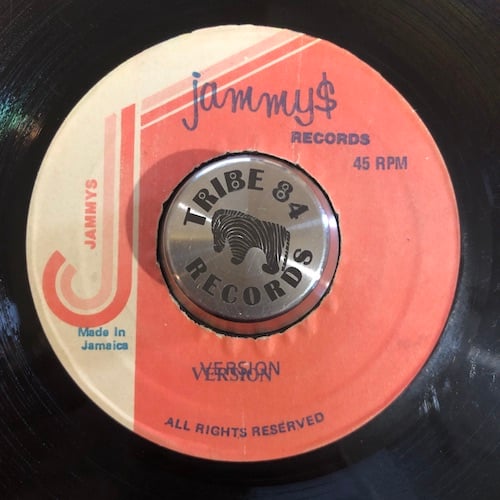 jammy$
RECORDS
45 RPM
JAMMYS
TRIBE 84
RECORDS
Made In
Jamaica
VERSION
VERSION
ALL RIGHTS RESERVED